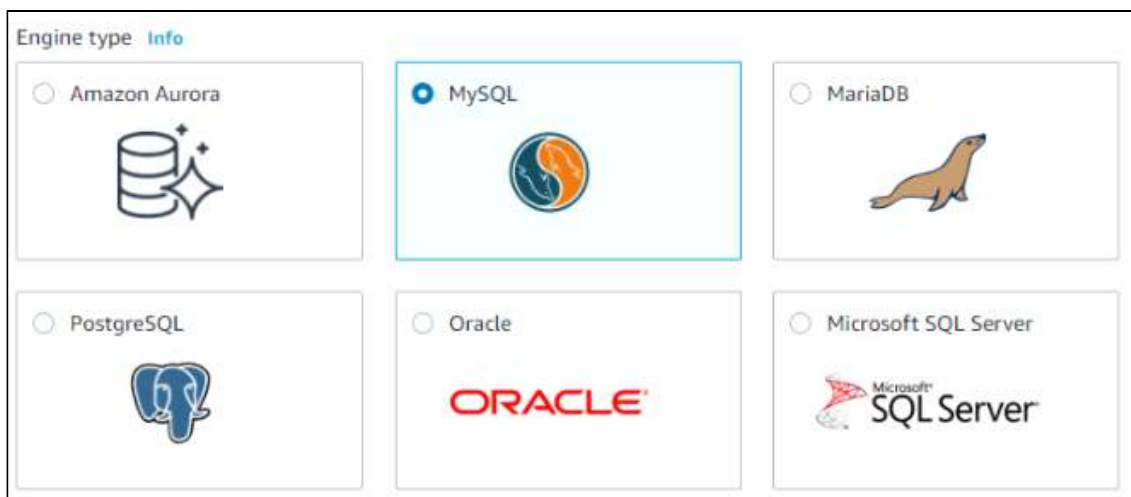 Engine type Info
Amazon Aurora
MySQL
MariaDB
PostgreSQL
Oracle
Microsoft SQL Server
ORACLE
Microsoft
SQL Server